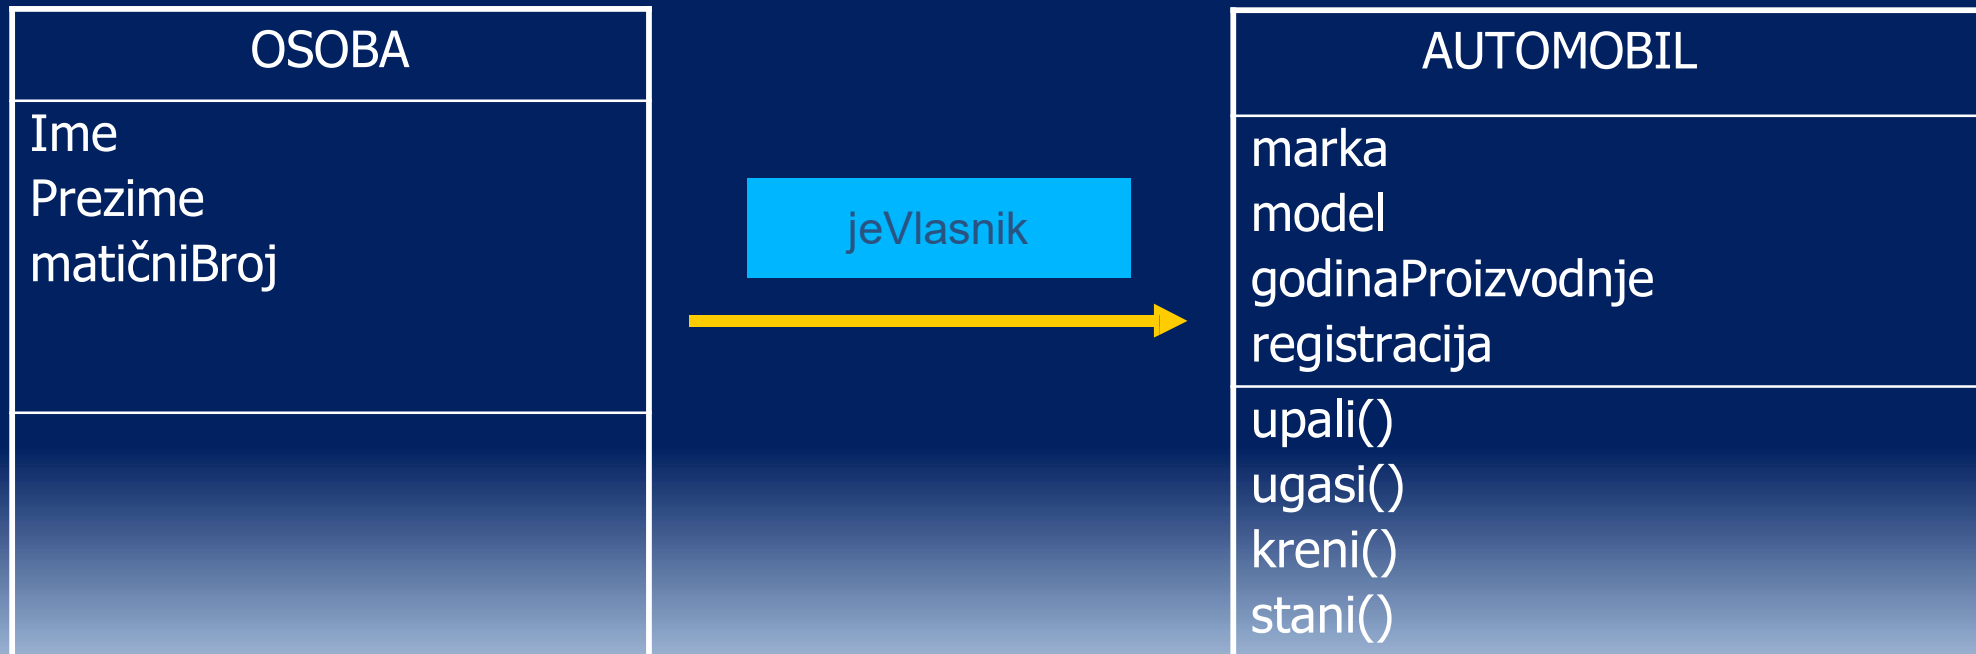 OSOBA
Ime
Prezime
matičniBroj
jeVlasnik
AUTOMOBIL
marka
model
godinaProizvodnje
registracija
upali()
ugasi()
kreni()
stani()